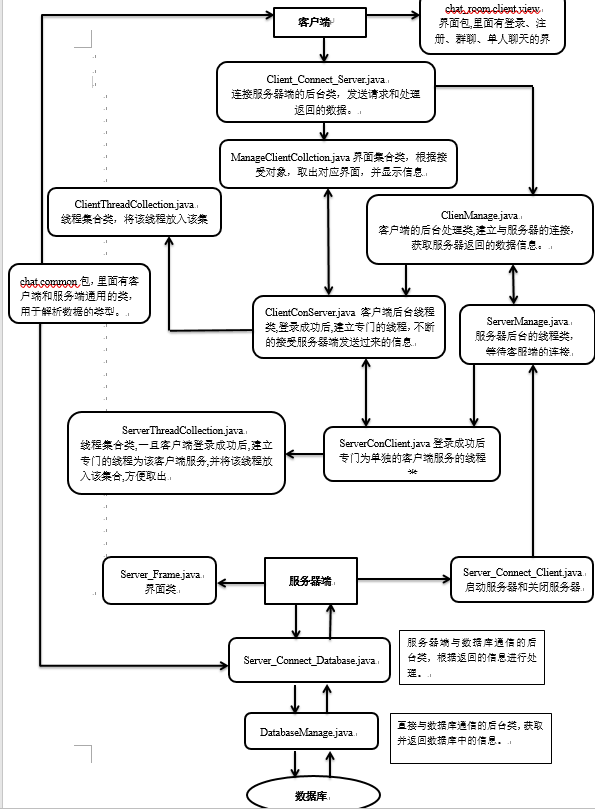 chat_room.client.view
客户端
界面包,里面有登录、注
册、群聊、单人聊天的界
Client_Connect_Server.java
连接服务器端的后台类，发送请求和处理
返回的数据。
ManageClientCollction.java 界面集合类，根据接
受对象，取出对应界面，并显示信息
ClientThreadCollection.java
线程集合类，将该线程放入该集
ClienManage.java
客户端的后台处理类,建立与服务器的连接，
获取服务器返回的数据信息。
chat.common 包，里面有客
户端和服务端通用的类，
用于解析数据的类型。
ClientConServer.java 客户端后台线程
类,登录成功后,建立专门的线程，不断
的接受服务器端发送过来的信息
ServerManage.java
服务器后台的线程类，
等待客服端的连接
ServerThreadCollection.java
线程集合类,一旦客户端登录成功后,建立
专门的线程为该客户端服务,并将该线程放
入该集合,方便取出
ServerConClient.java 登录成功后
专门为单独的客户端服务的线程
类
Server_Frame.java
界面类
服务器端
Server_Connect_Client.java
启动服务器和关闭服务器
Server_Connect_Database.java
服务器端与数据库通信的后
台类，根据返回的信息进行处
理。
DatabaseManage.java
直接与数据库通信的后台类,获取
并返回数据库中的信息。
数据库